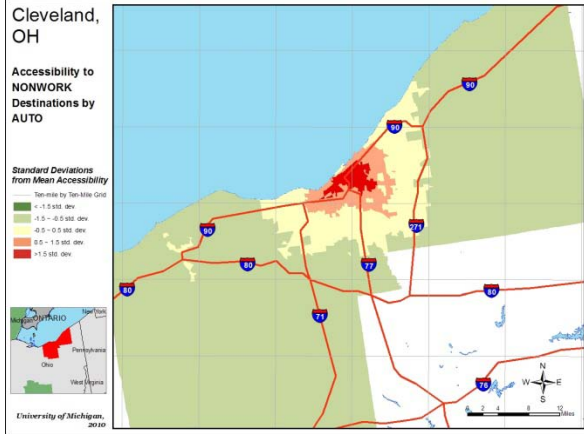 Cleveland,
OH
Accessibility to
NONWORK
Destinations by
AUTO
Standard Deviations
from Mean Accessibility
Ten-mile by Ten-Mile Grid
< -1.5 std. dev.
-1.5 - -0.5 std. dev.
-0.5 - 0.5 std. dev.
0.5 - 1.5 std. dev.
>1.5 std. dev.
Michigan
ONTARIO
New York
Pennsylvania
Ohio
West Virginia
University of Michigan,
2010
90
90
90
271
80
80
77
80
71
76
N
W
E
S
0 2 4 8 12
Miles